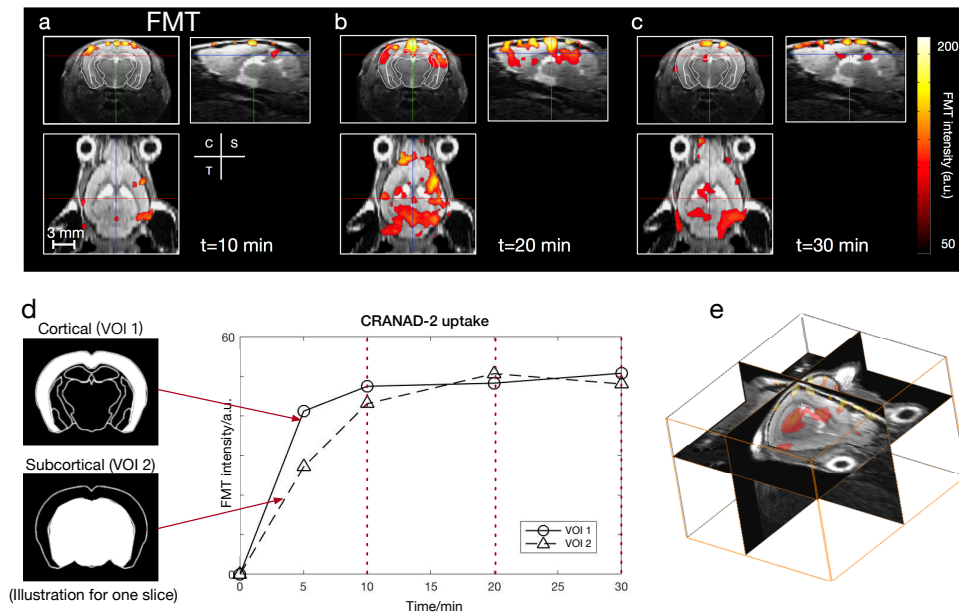 a
FMT
b
c
C S
T
3 mm
t=10 min
t=20 min
t=30 min
200
FMT intensity (a.u.)
50
d
Cortical (VOI 1)
Subcortical (VOI 2)
(Illustration for one slice)
CRANAD-2 uptake
60
0
FMT intensity/a.u.
0 5 10 15 20 25 30
Time/min
VOI 1
VOI 2
e